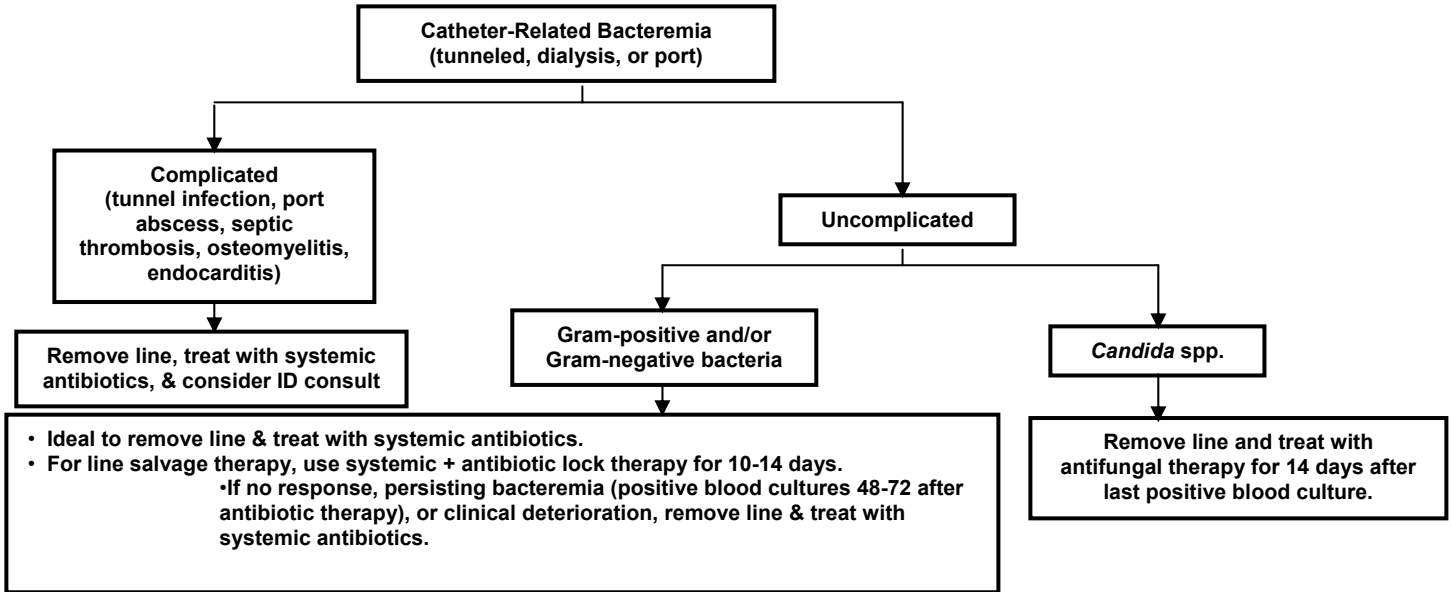 Catheter-Related Bacteremia
(tunneled, dialysis, or port)
Complicated
(tunnel infection, port
abscess, septic
thrombosis, osteomyelitis,
endocarditis)
Remove line, treat with systemic
antibiotics, & consider ID consult
Uncomplicated
Gram-positive and/or
Gram-negative bacteria
• Ideal to remove line & treat with systemic antibiotics.
• For line salvage therapy, use systemic + antibiotic lock therapy for 10-14 days.
•If no response, persisting bacteremia (positive blood cultures 48-72 after
antibiotic therapy), or clinical deterioration, remove line & treat with
systemic antibiotics.
Candida spp.
Remove line and treat with
antifungal therapy for 14 days after
last positive blood culture.